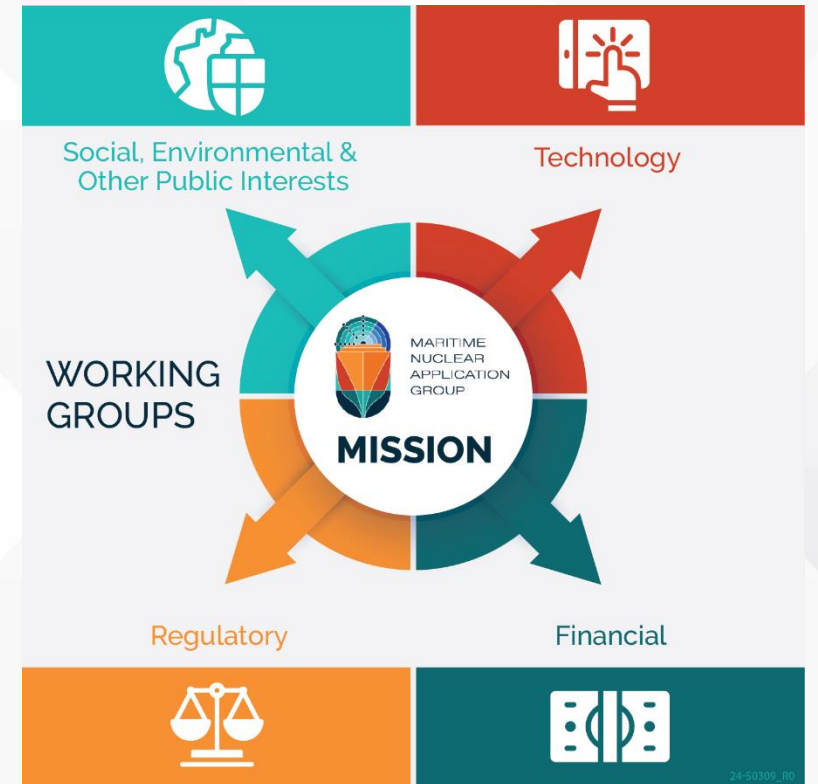 Social, Environmental &
Other Public Interests
Technology
WORKING
GROUPS
MARITIME
NUCLEAR
APPLICATION
GROUP
MISSION
Regulatory
Financial
24-50309_R0